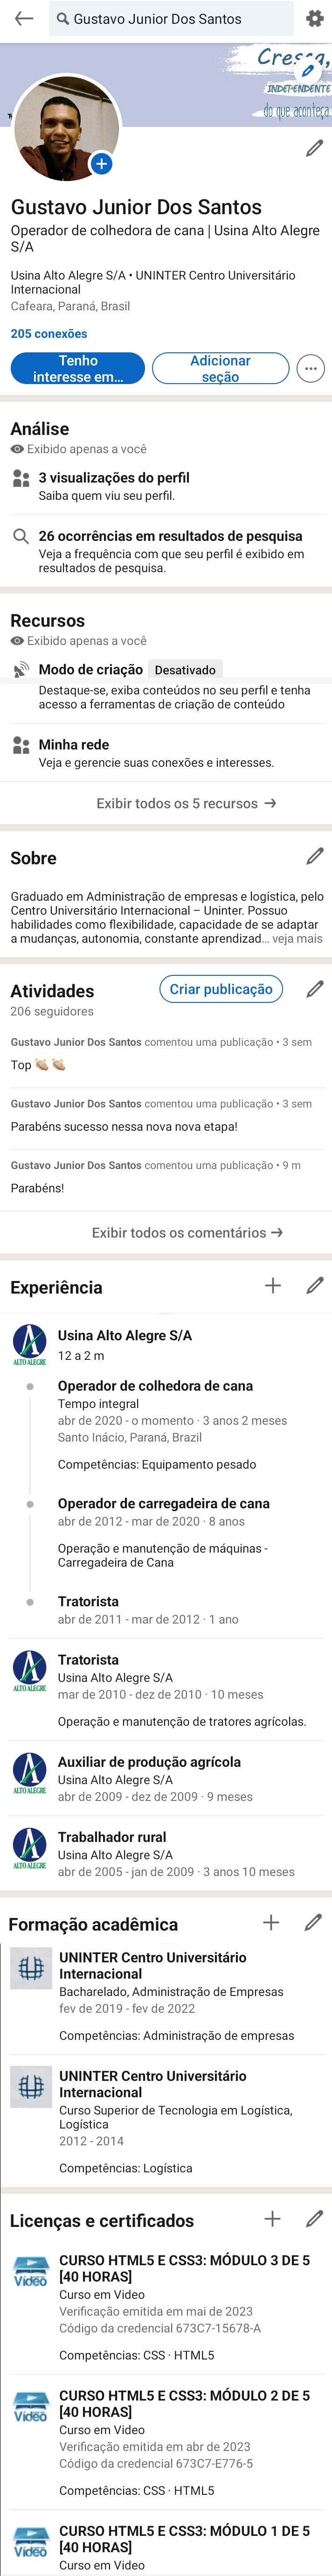 Gustavo Junior Dos Santos
Cresça,
INDEPENDENTE
do que aconteça
Gustavo Junior Dos Santos
Operador de colhedora de cana | Usina Alto Alegre
S/A
Usina Alto Alegre S/A • UNINTER Centro Universitário
Internacional
Cafeara, Paraná, Brasil
205 conexões
Tenho
interesse em...
Adicionar
seção
Análise
Exibido apenas a você
3 visualizações do perfil
Saiba quem viu seu perfil.
26 ocorrências em resultados de pesquisa
Veja a frequência com que seu perfil é exibido em
resultados de pesquisa.
Recursos
Exibido apenas a você
Modo de criação Desativado
Destaque-se, exiba conteúdos no seu perfil e tenha
acesso a ferramentas de criação de conteúdo
Minha rede
Veja e gerencie suas conexões e interesses.
Exibir todos os 5 recursos →
Sobre
Graduado em Administração de empresas e logística, pelo
Centro Universitário Internacional – Uninter. Possuo
habilidades como flexibilidade, capacidade de se adaptar
a mudanças, autonomia, constante aprendizad... veja mais
Atividades
Criar publicação
206 seguidores
Gustavo Junior Dos Santos comentou uma publicação • 3 sem
Top 👏🏼 👏🏼
Gustavo Junior Dos Santos comentou uma publicação • 3 sem
Parabéns sucesso nessa nova nova etapa!
Gustavo Junior Dos Santos comentou uma publicação • 9 m
Parabéns!
Exibir todos os comentários →
Experiência
ALTO ALEGRE
Usina Alto Alegre S/A
12 a 2 m
Operador de colhedora de cana
Tempo integral
abr de 2020 - o momento · 3 anos 2 meses
Santo Inácio, Paraná, Brazil
Competências: Equipamento pesado
Operador de carregadeira de cana
abr de 2012 - mar de 2020 · 8 anos
Operação e manutenção de máquinas -
Carregadeira de Cana
Tratorista
abr de 2011 - mar de 2012 · 1 ano
ALTO ALEGRE
Tratorista
Usina Alto Alegre S/A
mar de 2010 - dez de 2010 · 10 meses
Operação e manutenção de tratores agrícolas.
ALTO ALEGRE
Auxiliar de produção agrícola
Usina Alto Alegre S/A
abr de 2009 - dez de 2009 · 9 meses
ALTO ALEGRE
Trabalhador rural
Usina Alto Alegre S/A
abr de 2005 - jan de 2009 · 3 anos 10 meses
Formação acadêmica
UNINTER Centro Universitário
Internacional
Bacharelado, Administração de Empresas
fev de 2019 - fev de 2022
Competências: Administração de empresas
UNINTER Centro Universitário
Internacional
Curso Superior de Tecnologia em Logística,
Logística
2012 - 2014
Competências: Logística
Licenças e certificados
Vídeo
CURSO HTML5 E CSS3: MÓDULO 3 DE 5
[40 HORAS]
Curso em Video
Verificação emitida em mai de 2023
Código da credencial 673C7-15678-A
Competências: CSS · HTML5
Vídeo
CURSO HTML5 E CSS3: MÓDULO 2 DE 5
[40 HORAS]
Curso em Video
Verificação emitida em abr de 2023
Código da credencial 673C7-E776-5
Competências: CSS · HTML5
Vídeo
CURSO HTML5 E CSS3: MÓDULO 1 DE 5
[40 HORAS]
Curso em Video